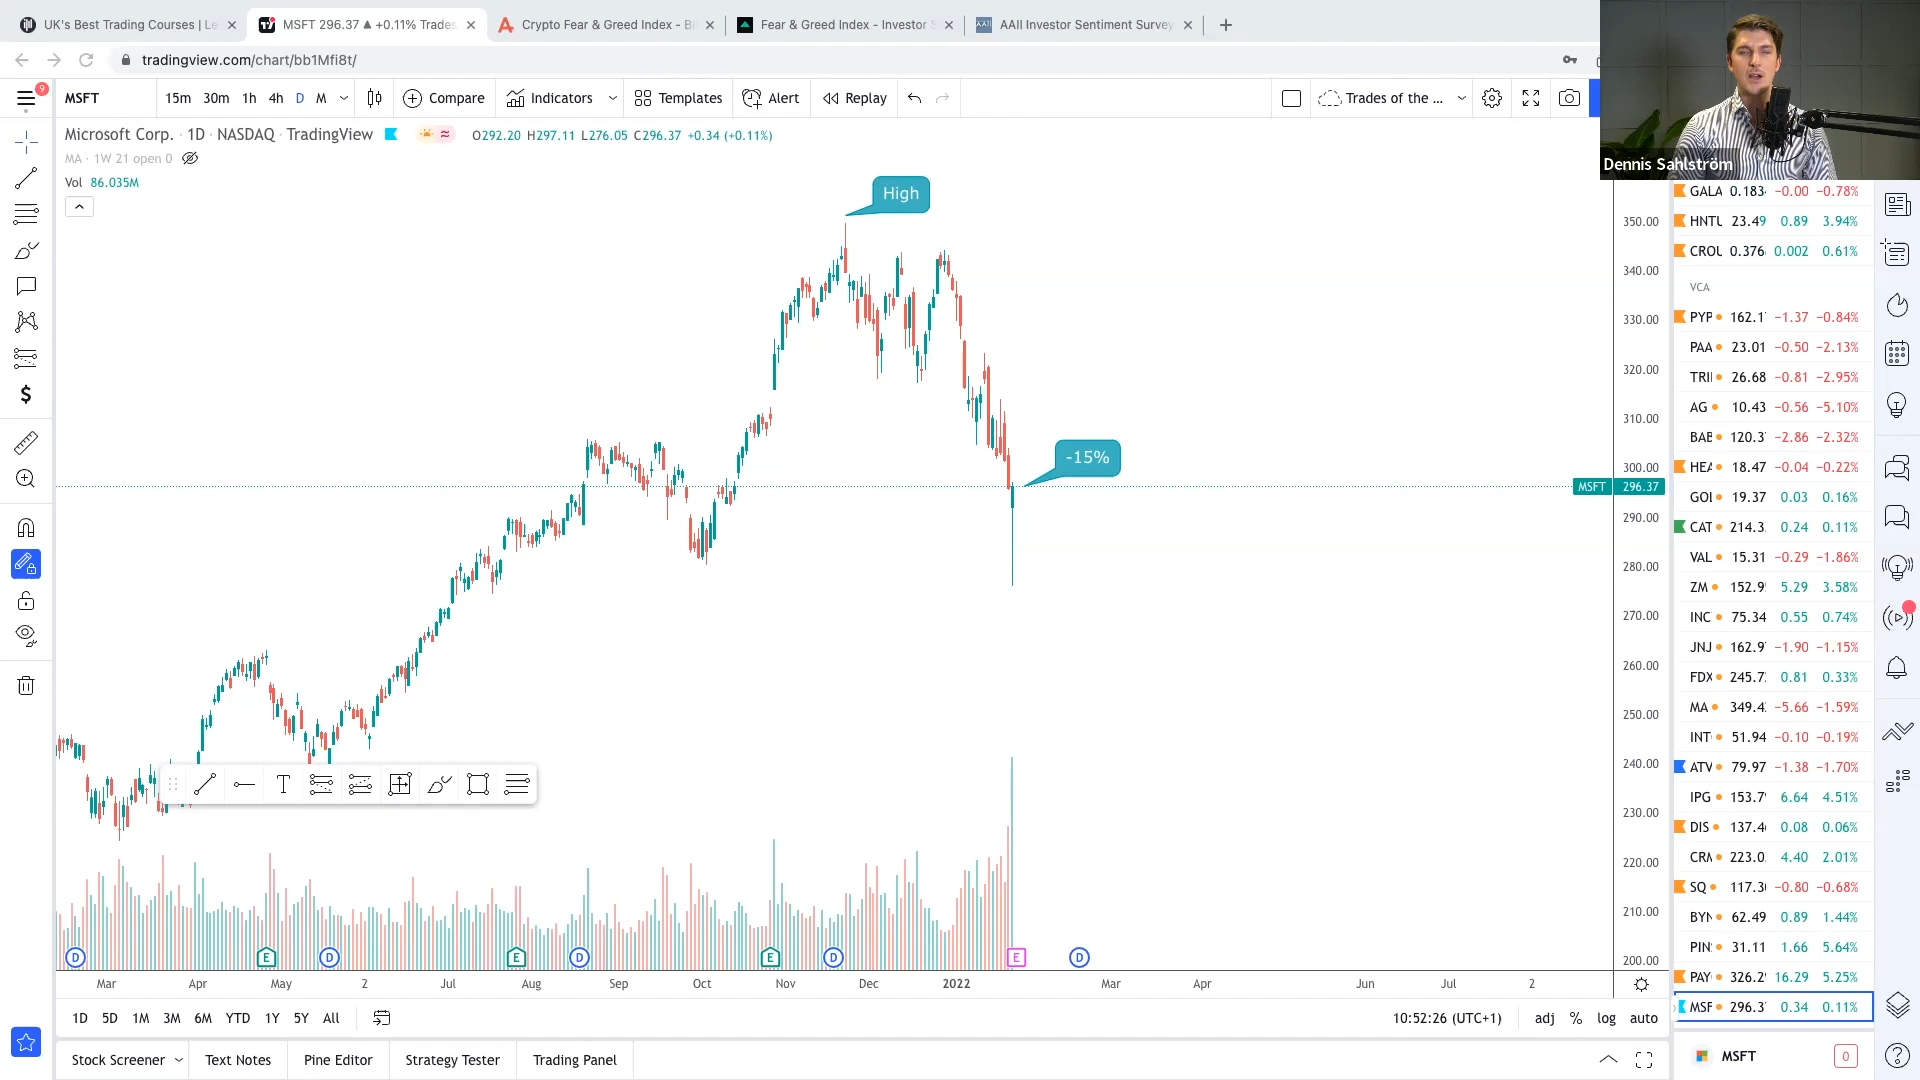 UK's Best Trading Courses | Le
MSFT 296.37 ▲ +0.11% Trades
Crypto Fear & Greed Index - Bi
Fear & Greed Index - Investor S
AAII Investor Sentiment Survey
tradingview.com/chart/bb1Mfi8t/
Dennis Sahlström
9
MSFT
15m 30m 1h 4h D M
Compare
Indicators
Templates
Alert
Replay
Trades of the ...
Microsoft Corp. · 1D · NASDAQ · TradingView
O292.20 H297.11 L276.05 C296.37 +0.34 (+0.11%)
MA · 1W 21 open 0
Vol 86.035M
High
-15%
350.00
340.00
330.00
320.00
310.00
300.00
MSFT 296.37
290.00
280.00
270.00
260.00
250.00
240.00
230.00
220.00
210.00
200.00
D E D E D E D E D
Mar Apr May 2 Jul Aug Sep Oct Nov Dec 2022 Mar Apr Jun Jul 2
1D 5D 1M 3M 6M YTD 1Y 5Y All
10:52:26 (UTC+1) adj % log auto
Stock Screener Text Notes Pine Editor Strategy Tester Trading Panel
GALA 0.183 −0.00 −0.78%
HNTL 23.49 0.89 3.94%
CROU 0.376 0.002 0.61%
VCA
PYP 162.1 −1.37 −0.84%
PAA 23.01 −0.50 −2.13%
TRI 26.68 −0.81 −2.95%
AG 10.43 −0.56 −5.10%
BAB 120.3 −2.86 −2.32%
HEA 18.47 −0.04 −0.22%
GOI 19.37 0.03 0.16%
CAT 214.3 0.24 0.11%
VAL 15.31 −0.29 −1.86%
ZM 152.9 5.29 3.58%
INC 75.34 0.55 0.74%
JNJ 162.9 −1.90 −1.15%
FDX 245.7 0.81 0.33%
MA 349.4 −5.66 −1.59%
INT 51.94 −0.10 −0.19%
ATV 79.97 −1.38 −1.70%
IPG 153.7 6.64 4.51%
DIS 137.4 0.08 0.06%
CRM 223.0 4.40 2.01%
SQ 117.3 −0.80 −0.68%
BYN 62.49 0.89 1.44%
PIN 31.11 1.66 5.64%
PAY 326.2 16.29 5.25%
MSF 296.3 0.34 0.11%
MSFT 0